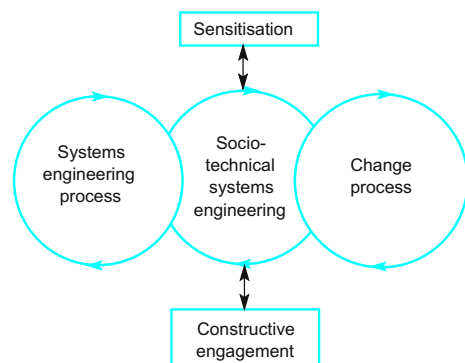 Sensitisation
Systems
engineering
process
Socio-
technical
systems
engineering
Change
process
Constructive
engagement